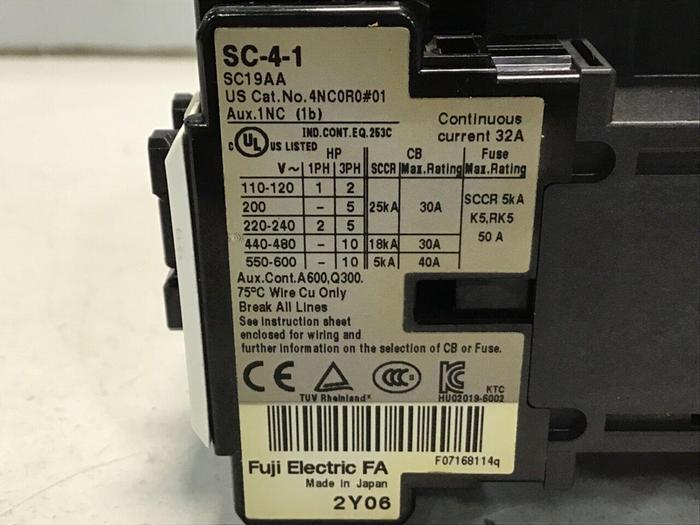 SC-4-1
SC19AA
US Cat.No.4NC0R0#01
Aux.1NC (1b)
IND.CONT.EQ.253C
C UL US LISTED
Continuous
current 32A
HP CB Fuse
V~ 1PH 3PH SCCR Max.Rating Max.Rating
110-120 1 2
200 - 5 25kA 30A
220-240 2 5
440-480 - 10 18kA 30A
550-600 - 10 5kA 40A
SCCR 5kA
K5,RK5
50 A
Aux.Cont.A600,Q300.
75°C Wire Cu Only
Break All Lines
See instruction sheet
enclosed for wiring and
further information on the selection of CB or Fuse.
CE CCC S KC
TUV Rheinland
KTC
HU02019-6002
F07168114q
Fuji Electric FA
Made in Japan
2Y06